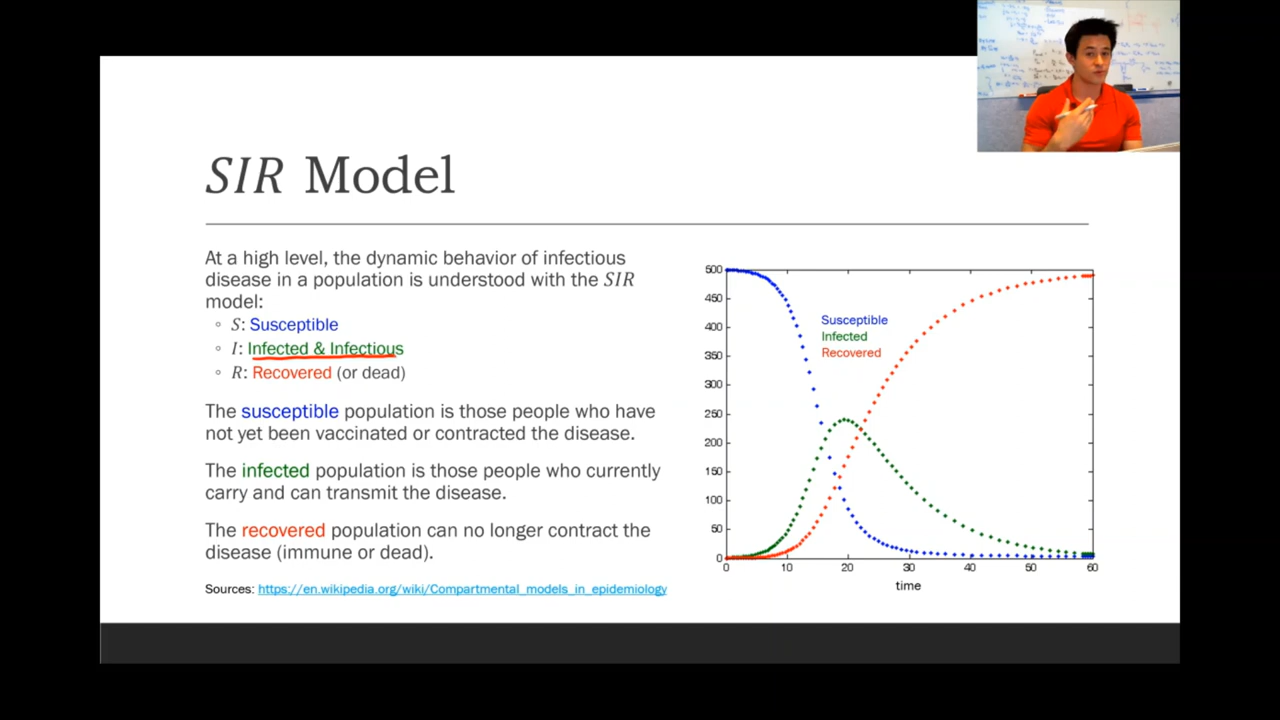 SIR Model
At a high level, the dynamic behavior of infectious
disease in a population is understood with the SIR
model:
◦ S: Susceptible
◦ I: Infected & Infectious
◦ R: Recovered (or dead)
The susceptible population is those people who have
not yet been vaccinated or contracted the disease.
The infected population is those people who currently
carry and can transmit the disease.
The recovered population can no longer contract the
disease (immune or dead).
Sources: https://en.wikipedia.org/wiki/Compartmental_models_in_epidemiology
500
450
400
350
300
250
200
150
100
50
0
Susceptible
Infected
Recovered
0 10 20 30 40 50 60
time